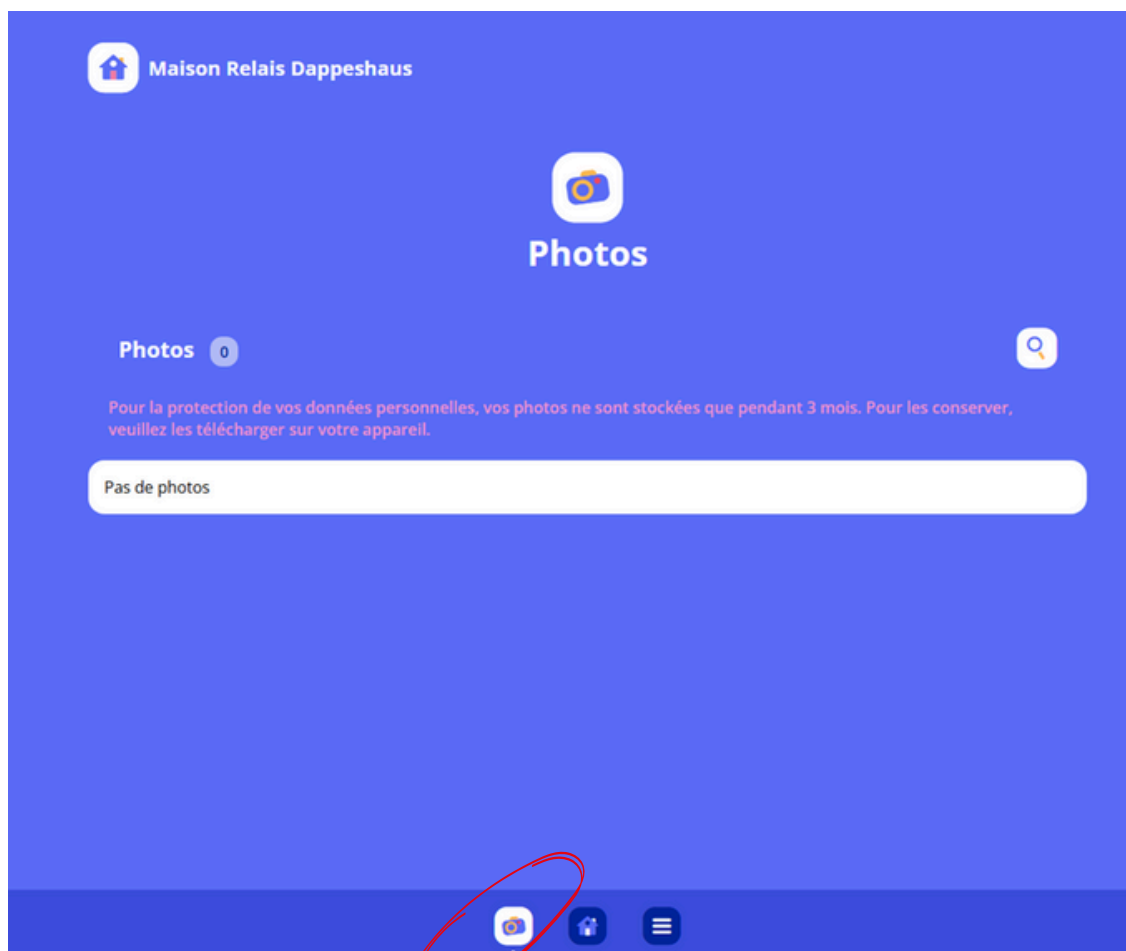 Maison Relais Dappeshaus
Photos
Photos 0
Pour la protection de vos données personnelles, vos photos ne sont stockées que pendant 3 mois. Pour les conserver,
veuillez les télécharger sur votre appareil.
Pas de photos